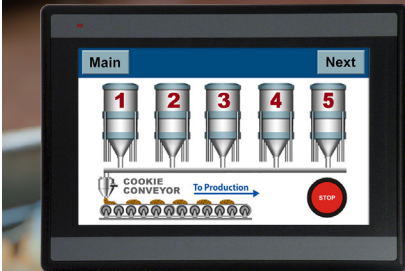 Main
Next
1 2 3 4 5
COOKIE
CONVEYOR
To Production
STOP